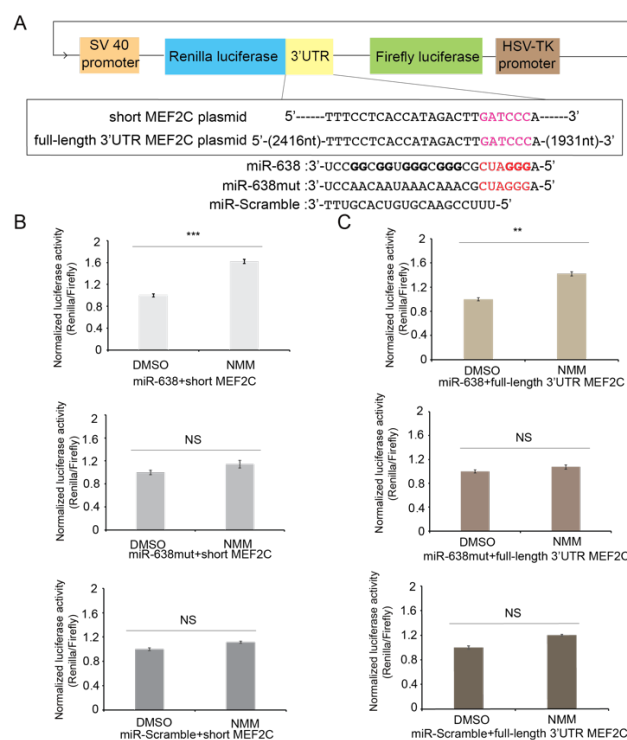 A
SV 40 promoter
Renilla luciferase
3'UTR
Firefly luciferase
HSV-TK promoter
short MEF2C plasmid 5'------TTTCCTCACCATAGACTTGATCCCA------3'
full-length 3'UTR MEF2C plasmid 5'-(2416nt)-TTTCCTCACCATAGACTTGATCCCA-(1931nt)-3'
miR-638 :3'-UCCGGCGGUGGGCGGGCGCUAGGGA-5'
miR-638mut :3'-UCCAACAAUAAACAAACGCUAGGGA-5'
miR-Scramble :3'-TTUGCACTGUGCAAGCCUUU-5'
B
Normalized luciferase activity
(Renilla/Firefly)
2
1.6
1.2
0.8
0.4
0
***
DMSO NMM
miR-638+short MEF2C
Normalized luciferase activity
(Renilla/Firefly)
2
1.6
1.2
0.8
0.4
0
NS
DMSO NMM
miR-638mut+short MEF2C
Normalized luciferase activity
(Renilla/Firefly)
2
1.6
1.2
0.8
0.4
0
NS
DMSO NMM
miR-Scramble+short MEF2C
C
Normalized luciferase activity
(Renilla/Firefly)
2
1.6
1.2
0.8
0.4
0
**
DMSO NMM
miR-638+full-length 3'UTR MEF2C
Normalized luciferase activity
(Renilla/Firefly)
2
1.6
1.2
0.8
0.4
0
NS
DMSO NMM
miR-638mut+full-length 3'UTR MEF2C
Normalized luciferase activity
(Renilla/Firefly)
2
1.6
1.2
0.8
0.4
0
NS
DMSO NMM
miR-Scramble+full-length 3'UTR MEF2C